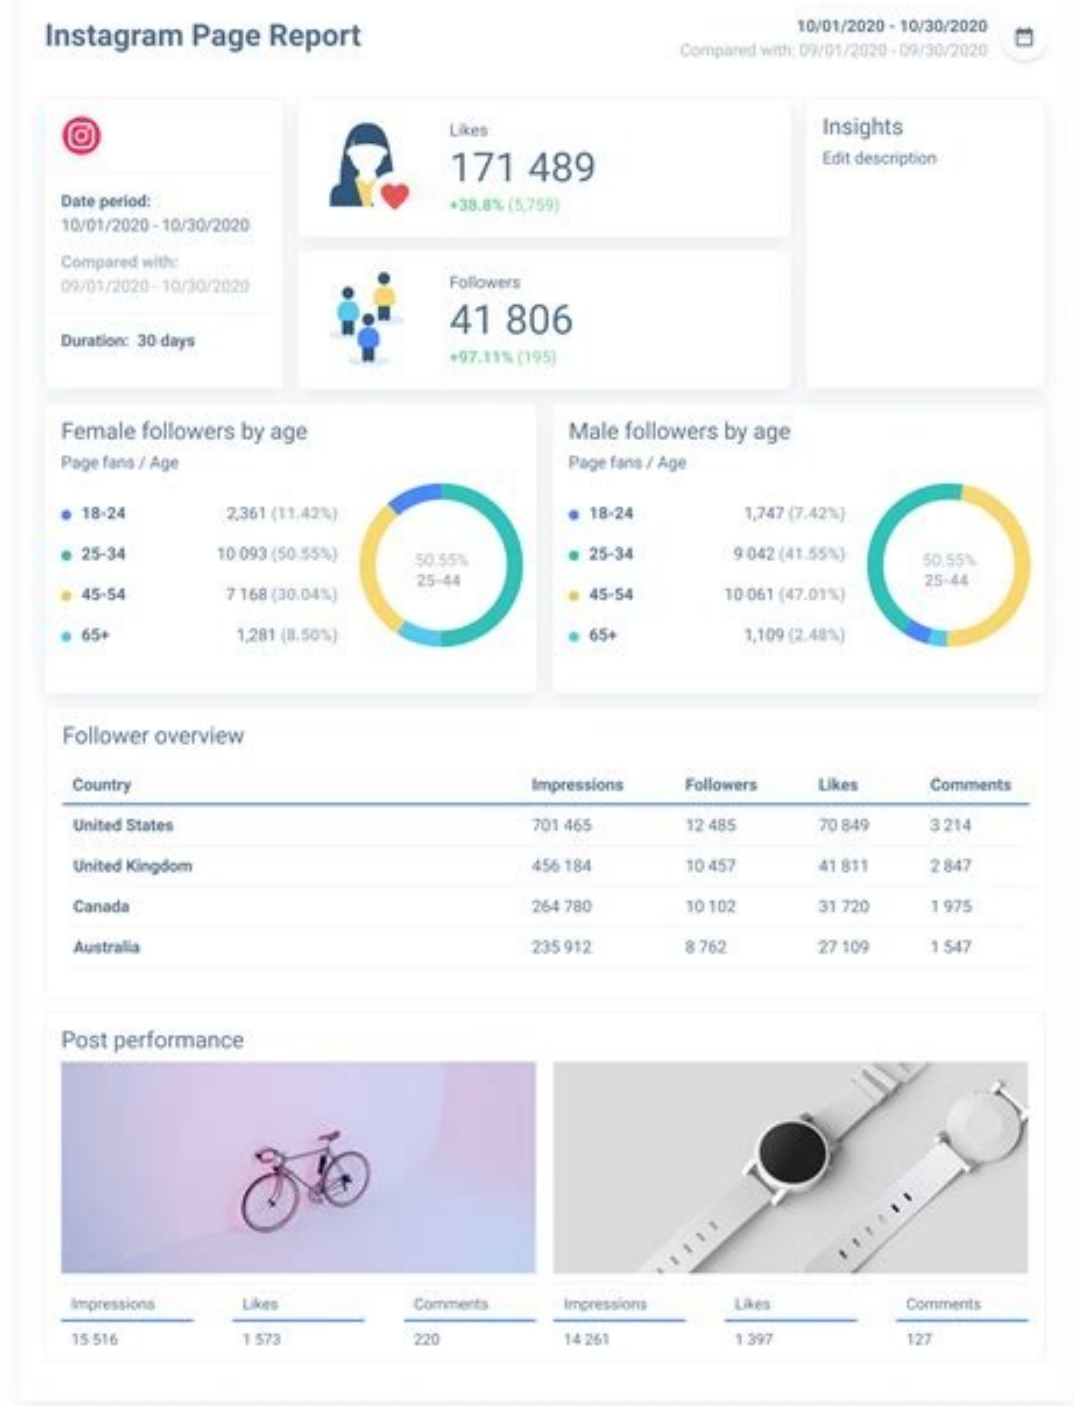 Instagram Page Report
10/01/2020 - 10/30/2020
Compared with: 09/01/2020 - 09/30/2020
Date period:
10/01/2020 - 10/30/2020
Compared with:
09/01/2020 - 10/30/2020
Duration: 30 days
Likes
171 489
+38.8% (5,759)
Followers
41 806
+97.11% (195)
Insights
Edit description
Female followers by age
Page fans / Age
18-24 2,361 (11.42%)
25-34 10 093 (50.55%)
45-54 7 168 (30.04%)
65+ 1,281 (8.50%)
50.55%
25-44
Male followers by age
Page fans / Age
18-24 1,747 (7.42%)
25-34 9 042 (41.55%)
45-54 10 061 (47.01%)
65+ 1,109 (2.48%)
50.55%
25-44
Follower overview
Country Impressions Followers Likes Comments
United States 701 465 12 485 70 849 3 214
United Kingdom 456 184 10 457 41 811 2 847
Canada 264 780 10 102 31 720 1 975
Australia 235 912 8 762 27 109 1 547
Post performance
Impressions Likes Comments Impressions Likes Comments
15 516 1 573 220 14 261 1 397 127